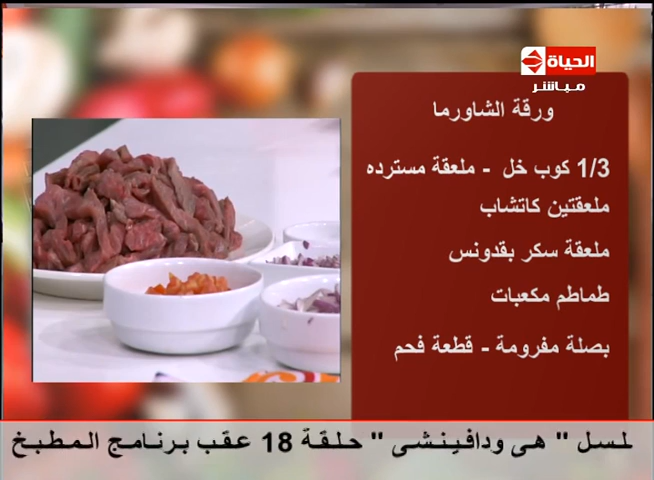 الحياة
مباشر
ورقة الشاورما
1/3 كوب خل - ملعقة مسترده
ملعقتين كاتشاب
ملعقة سكر بقدونس
طماطم مكعبات
بصلة مفرومة - قطعة فحم
لمسل " هى ودافينشى " حلقة 18 عقب برنامج المطبخ